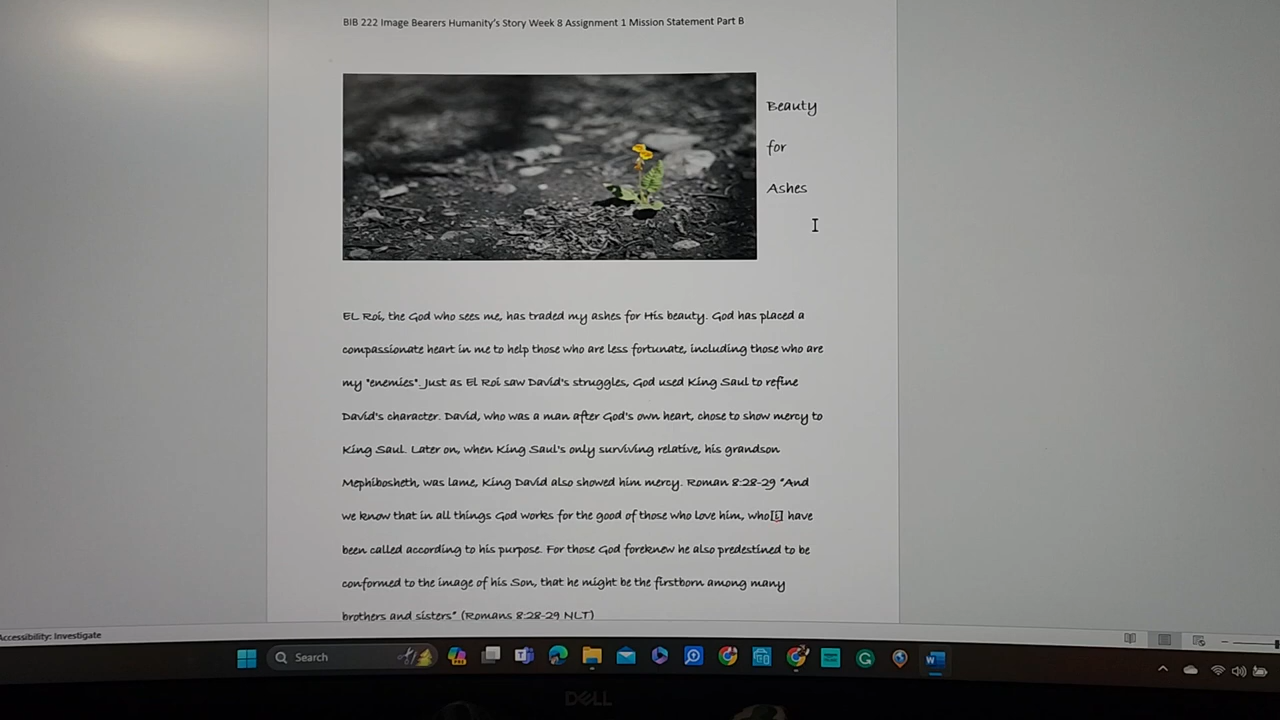 BIB 222 Image Bearers Humanity's Story Week 8 Assignment 1 Mission Statement Part B
Beauty
for
Ashes
EL Roi, the God who sees me, has traded my ashes for His beauty. God has placed a
compassionate heart in me to help those who are less fortunate, including those who are
my "enemies". Just as El Roi saw David's struggles, God used King Saul to refine
David's character. David, who was a man after God's own heart, chose to show mercy to
King Saul. Later on, when King Saul's only surviving relative, his grandson
Mephibosheth, was lame, King David also showed him mercy. Roman 8:28-29 "And
we know that in all things God works for the good of those who love him, who[i] have
been called according to his purpose. For those God foreknew he also predestined to be
conformed to the image of his Son, that he might be the firstborn among many
brothers and sisters" (Romans 8:28-29 NLT)
Accessibility: Investigate
Search
DELL